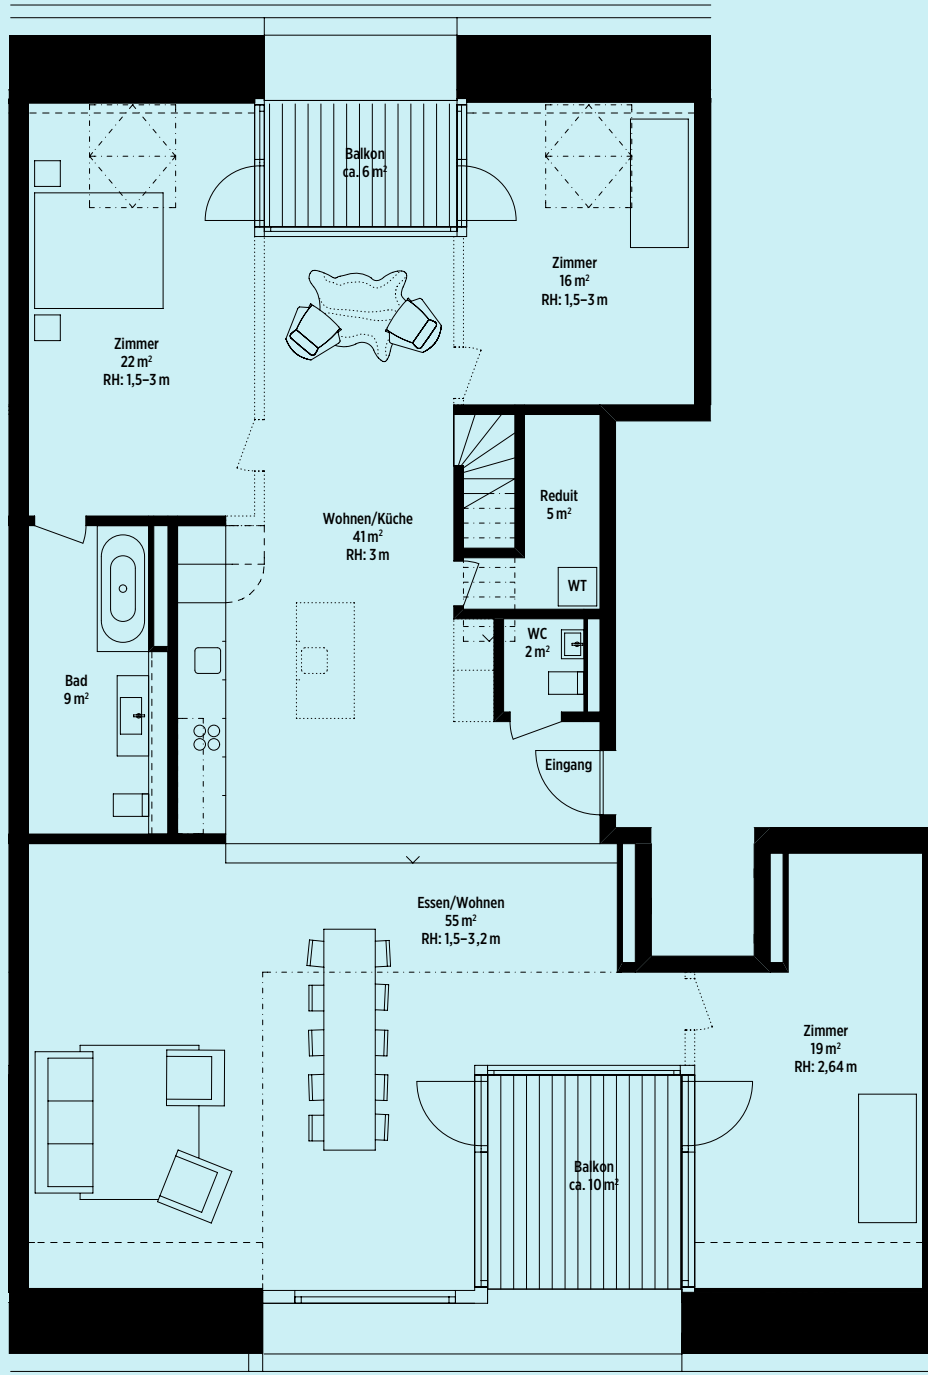 Balkon
ca. 6 m²
Zimmer
16 m²
RH: 1,5–3 m
Zimmer
22 m²
RH: 1,5–3 m
Reduit
5 m²
Wohnen/Küche
41 m²
RH: 3 m
WT
WC
2 m²
Bad
9 m²
Eingang
Essen/Wohnen
55 m²
RH: 1,5–3,2 m
Zimmer
19 m²
RH: 2,64 m
Balkon
ca. 10 m²